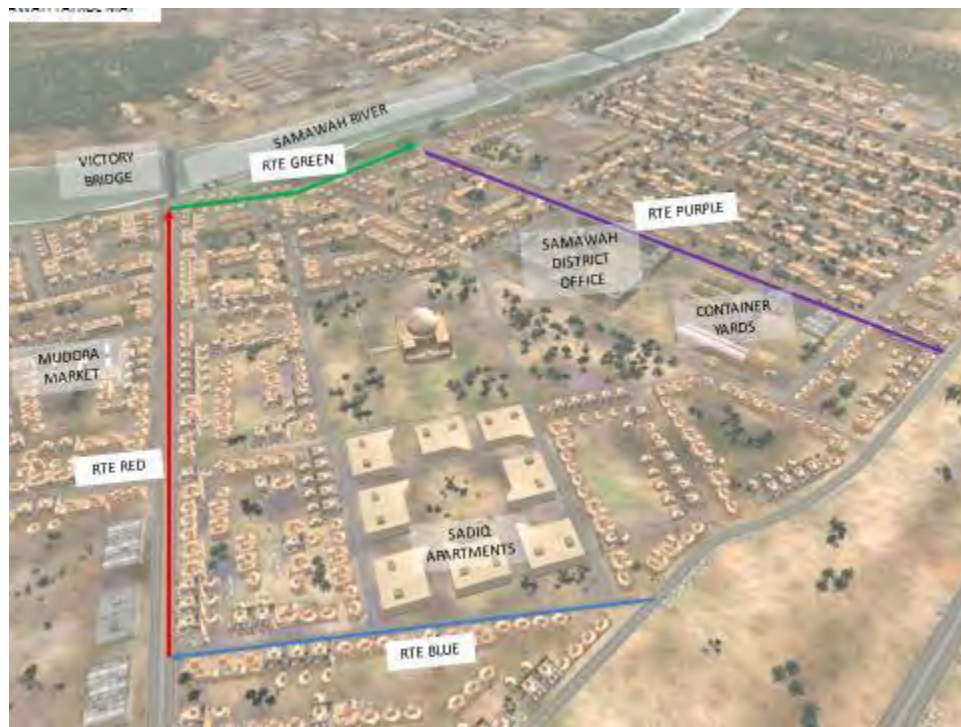 SAMAWAH RIVER
VICTORY
BRIDGE
RTE GREEN
RTE PURPLE
SAMAWAH
DISTRICT
OFFICE
CONTAINER
YARDS
MUDORA
MARKET
RTE RED
SADIQ
APARTMENTS
RTE BLUE